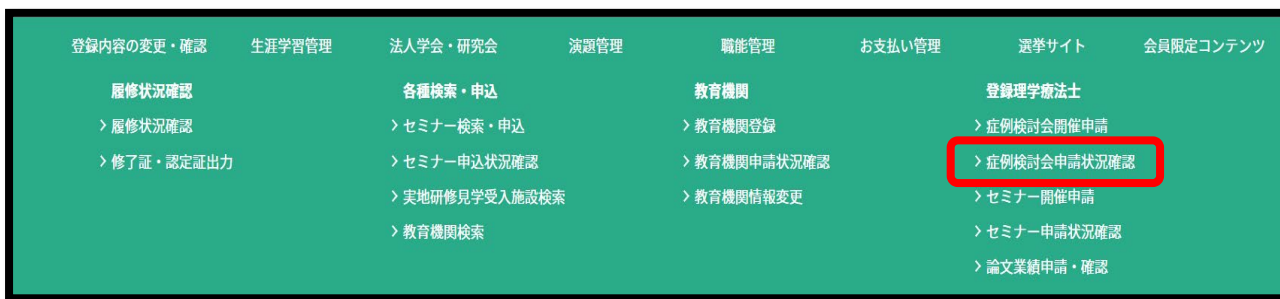 登録内容の変更・確認 生涯学習管理 法人学会・研究会 演題管理 職能管理 お支払い管理 選挙サイト 会員限定コンテンツ
履修状況確認
> 履修状況確認
> 修了証・認定証出力
各種検索・申込
> セミナー検索・申込
> セミナー申込状況確認
> 実地研修見学受入施設検索
> 教育機関検索
教育機関
> 教育機関登録
> 教育機関申請状況確認
> 教育機関情報変更
登録理学療法士
> 症例検討会開催申請
> 症例検討会申請状況確認
> セミナー開催申請
> セミナー申請状況確認
> 論文業績申請・確認